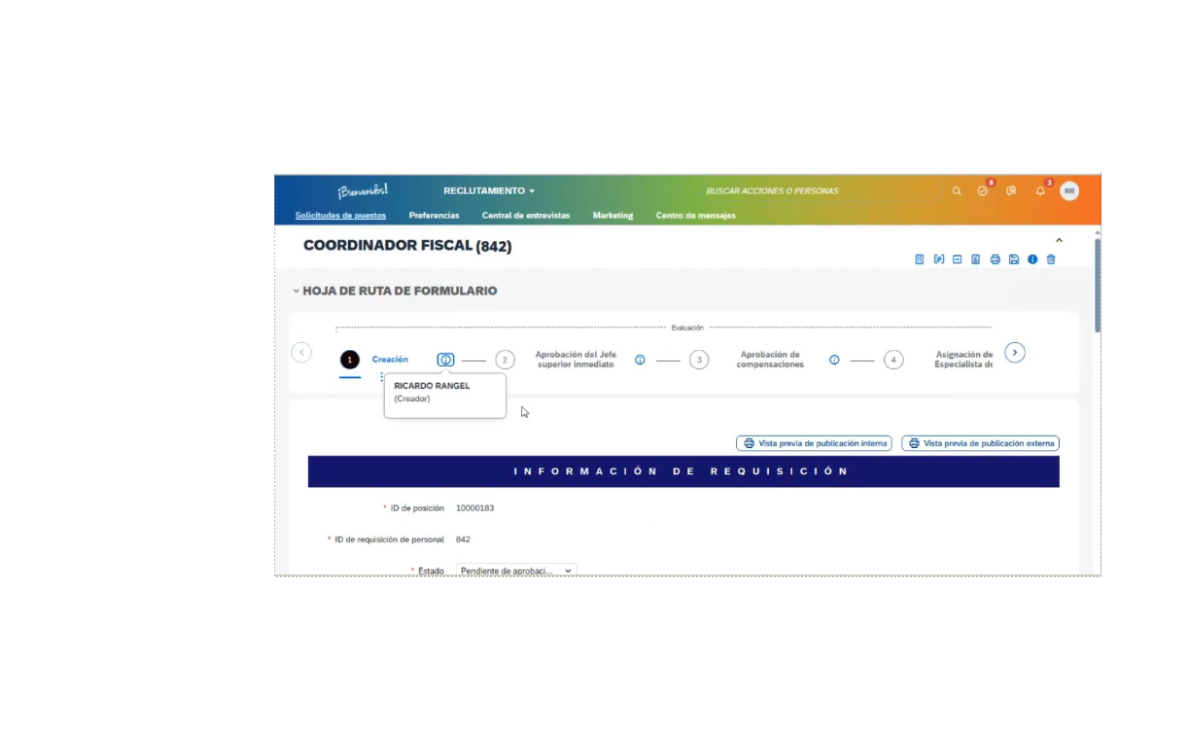 ¡Bienvenidos!
RECLUTAMIENTO
BUSCAR ACCIONES O PERSONAS
8
3
RR
Solicitudes de puestos Preferencias Central de entrevistas Marketing Centro de mensajes
COORDINADOR FISCAL (842)
HOJA DE RUTA DE FORMULARIO
Evaluación
1 Creación
2 Aprobación del Jefe
superior inmediato
3 Aprobación de
compensaciones
4 Asignación de
Especialista de
RICARDO RANGEL
(Creador)
Vista previa de publicación interna Vista previa de publicación externa
INFORMACIÓN DE REQUISICIÓN
* ID de posición 10000183
* ID de requisición de personal 842
* Estado Pendiente de aprobaci...